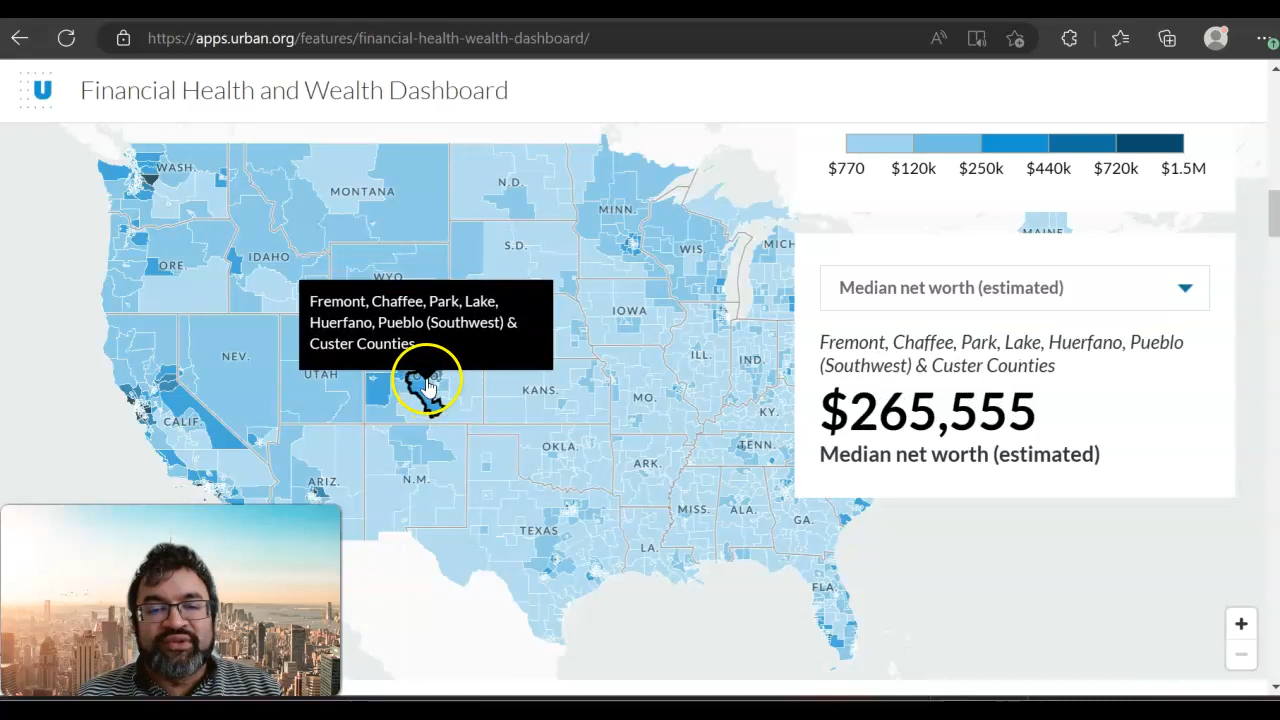 https://apps.urban.org/features/financial-health-wealth-dashboard/
U
Financial Health and Wealth Dashboard
$770 $120k $250k $440k $720k $1.5M
WASH.
MONTANA
N.D.
MINN.
MAINE
ORE.
IDAHO
S.D.
WIS.
MICH
WYO.
Median net worth (estimated)
Fremont, Chaffee, Park, Lake,
Huerfano, Pueblo (Southwest) &
Custer Counties
IOWA
Fremont, Chaffee, Park, Lake, Huerfano, Pueblo
(Southwest) & Custer Counties
NEV.
UTAH
ILL.
IND.
KANS.
MO.
$265,555
KY.
CALIF.
Median net worth (estimated)
OKLA.
TENN.
ARK.
ARIZ.
N.M.
MISS.
ALA.
GA.
TEXAS
LA.
FLA.
+
−